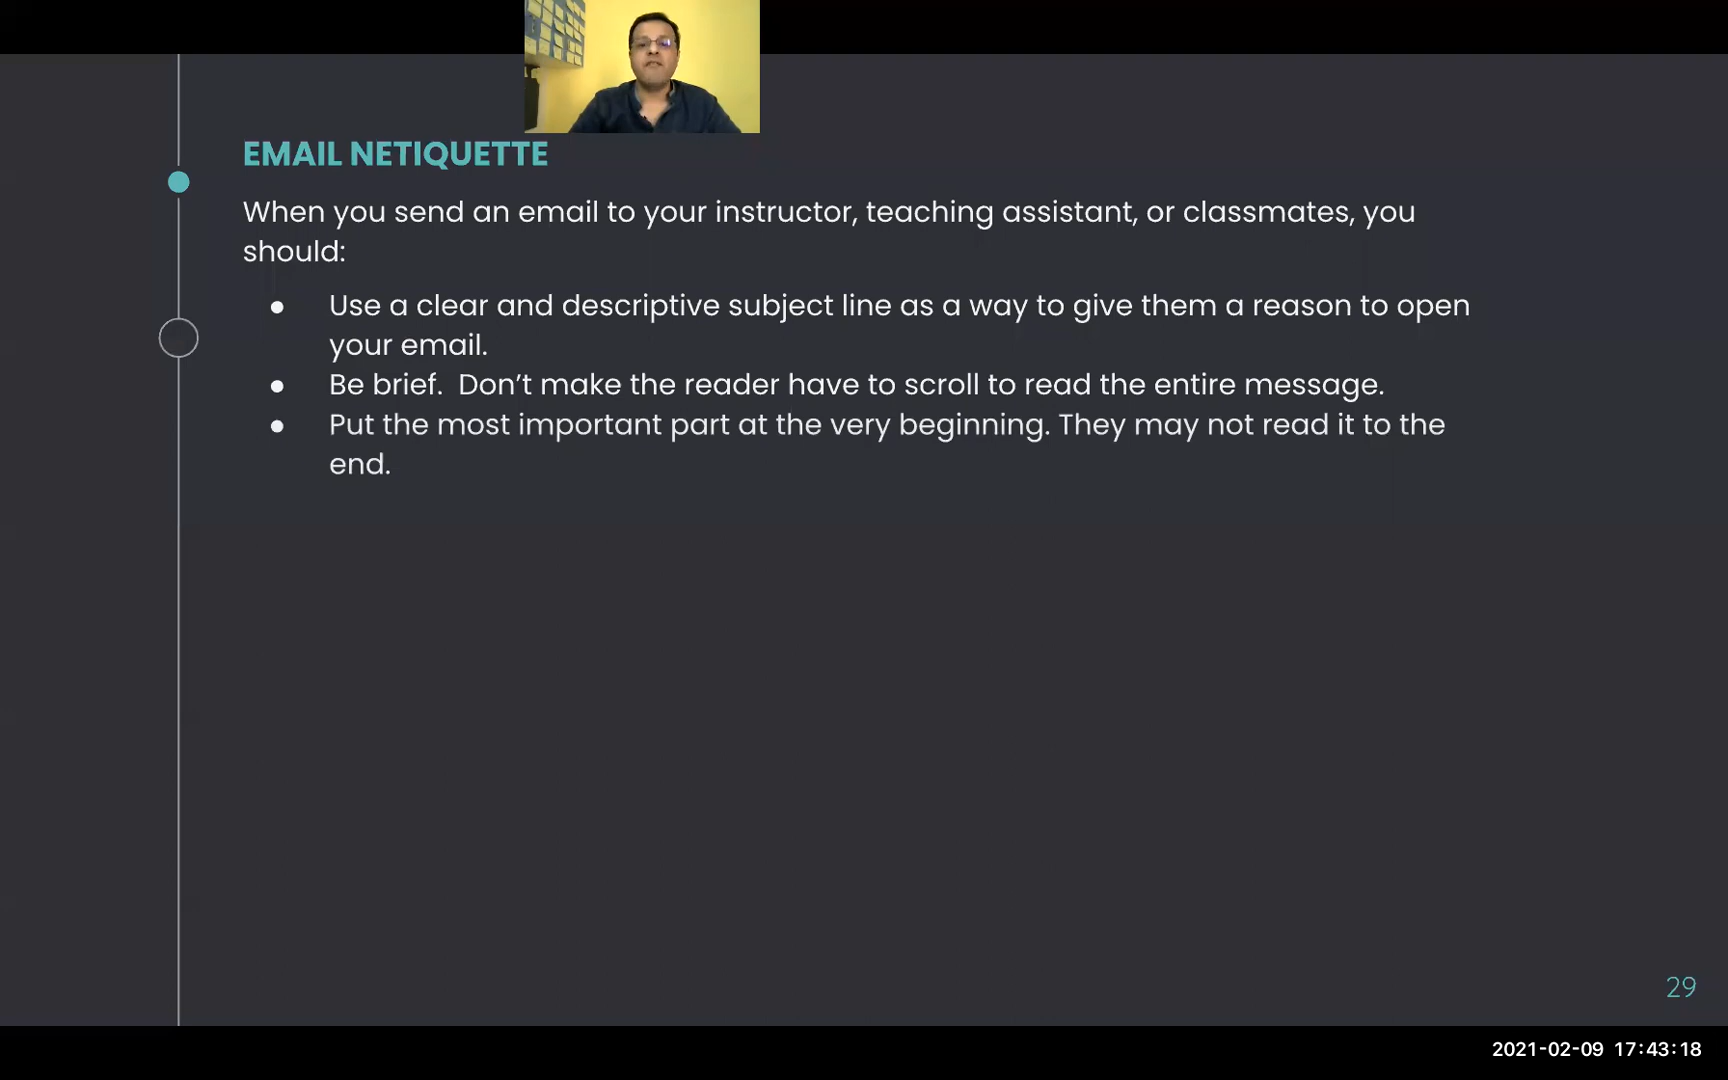 EMAIL NETIQUETTE
When you send an email to your instructor, teaching assistant, or classmates, you
should:
● Use a clear and descriptive subject line as a way to give them a reason to open
your email.
● Be brief.  Don’t make the reader have to scroll to read the entire message.
● Put the most important part at the very beginning. They may not read it to the
end.
29
2021-02-09 17:43:18